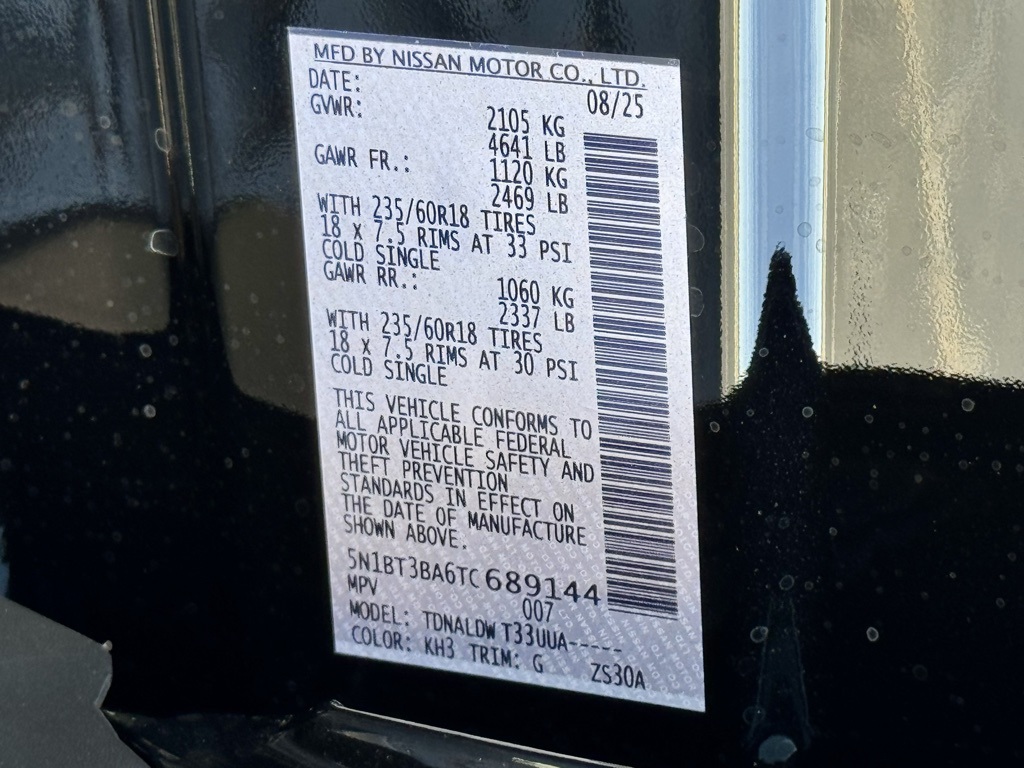 MFD BY NISSAN MOTOR CO., LTD.
DATE: 08/25
GVWR: 2105 KG
4641 LB
GAWR FR.: 1120 KG
2469 LB
WITH 235/60R18 TIRES
18 x 7.5 RIMS AT 33 PSI
COLD SINGLE
GAWR RR.: 1060 KG
2337 LB
WITH 235/60R18 TIRES
18 x 7.5 RIMS AT 30 PSI
COLD SINGLE
THIS VEHICLE CONFORMS TO
ALL APPLICABLE FEDERAL
MOTOR VEHICLE SAFETY AND
THEFT PREVENTION
STANDARDS IN EFFECT ON
THE DATE OF MANUFACTURE
SHOWN ABOVE.
5N1BT3BA6TC689144
MPV 007
MODEL: TDNALDW T33UUA-----
COLOR: KH3 TRIM: G ZS30A